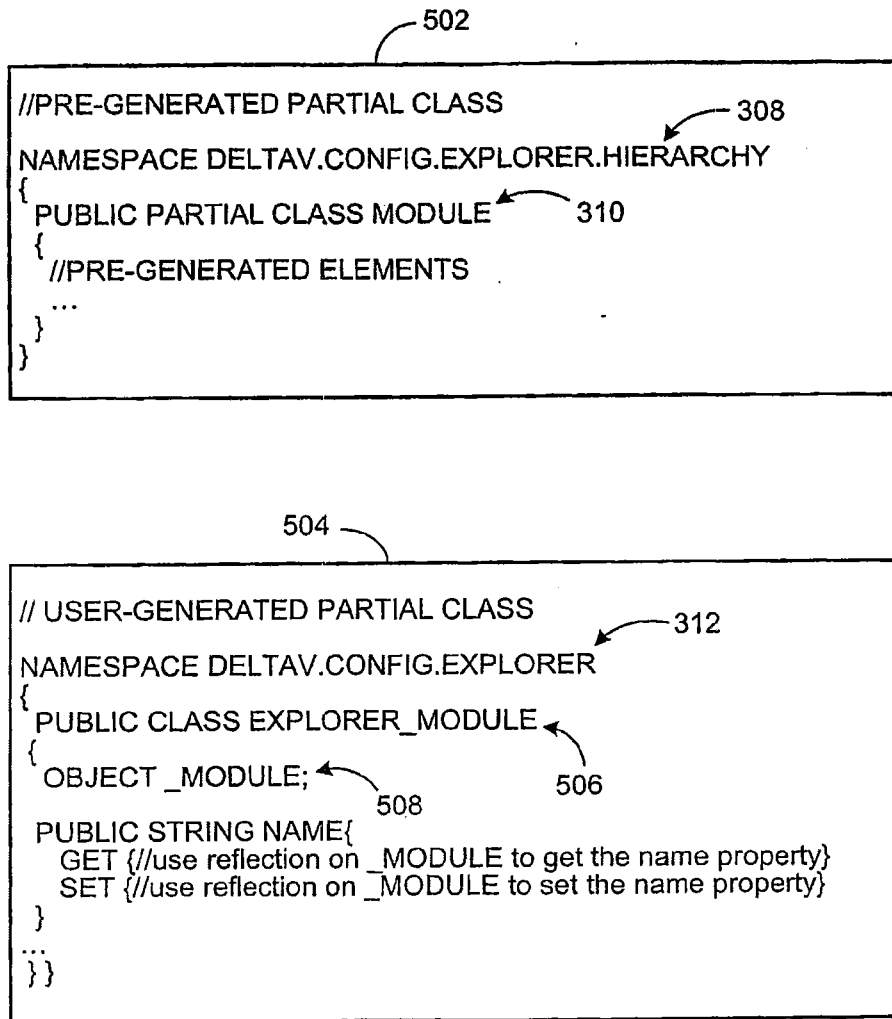 502
//PRE-GENERATED PARTIAL CLASS
308
NAMESPACE DELTAV.CONFIG.EXPLORER.HIERARCHY
{
PUBLIC PARTIAL CLASS MODULE 310
{
//PRE-GENERATED ELEMENTS
...
}
}
504
// USER-GENERATED PARTIAL CLASS
312
NAMESPACE DELTAV.CONFIG.EXPLORER
{
PUBLIC CLASS EXPLORER_MODULE
{
506
OBJECT _MODULE;
508
PUBLIC STRING NAME{
GET {//use reflection on _MODULE to get the name property}
SET {//use reflection on _MODULE to set the name property}
}
...
} }